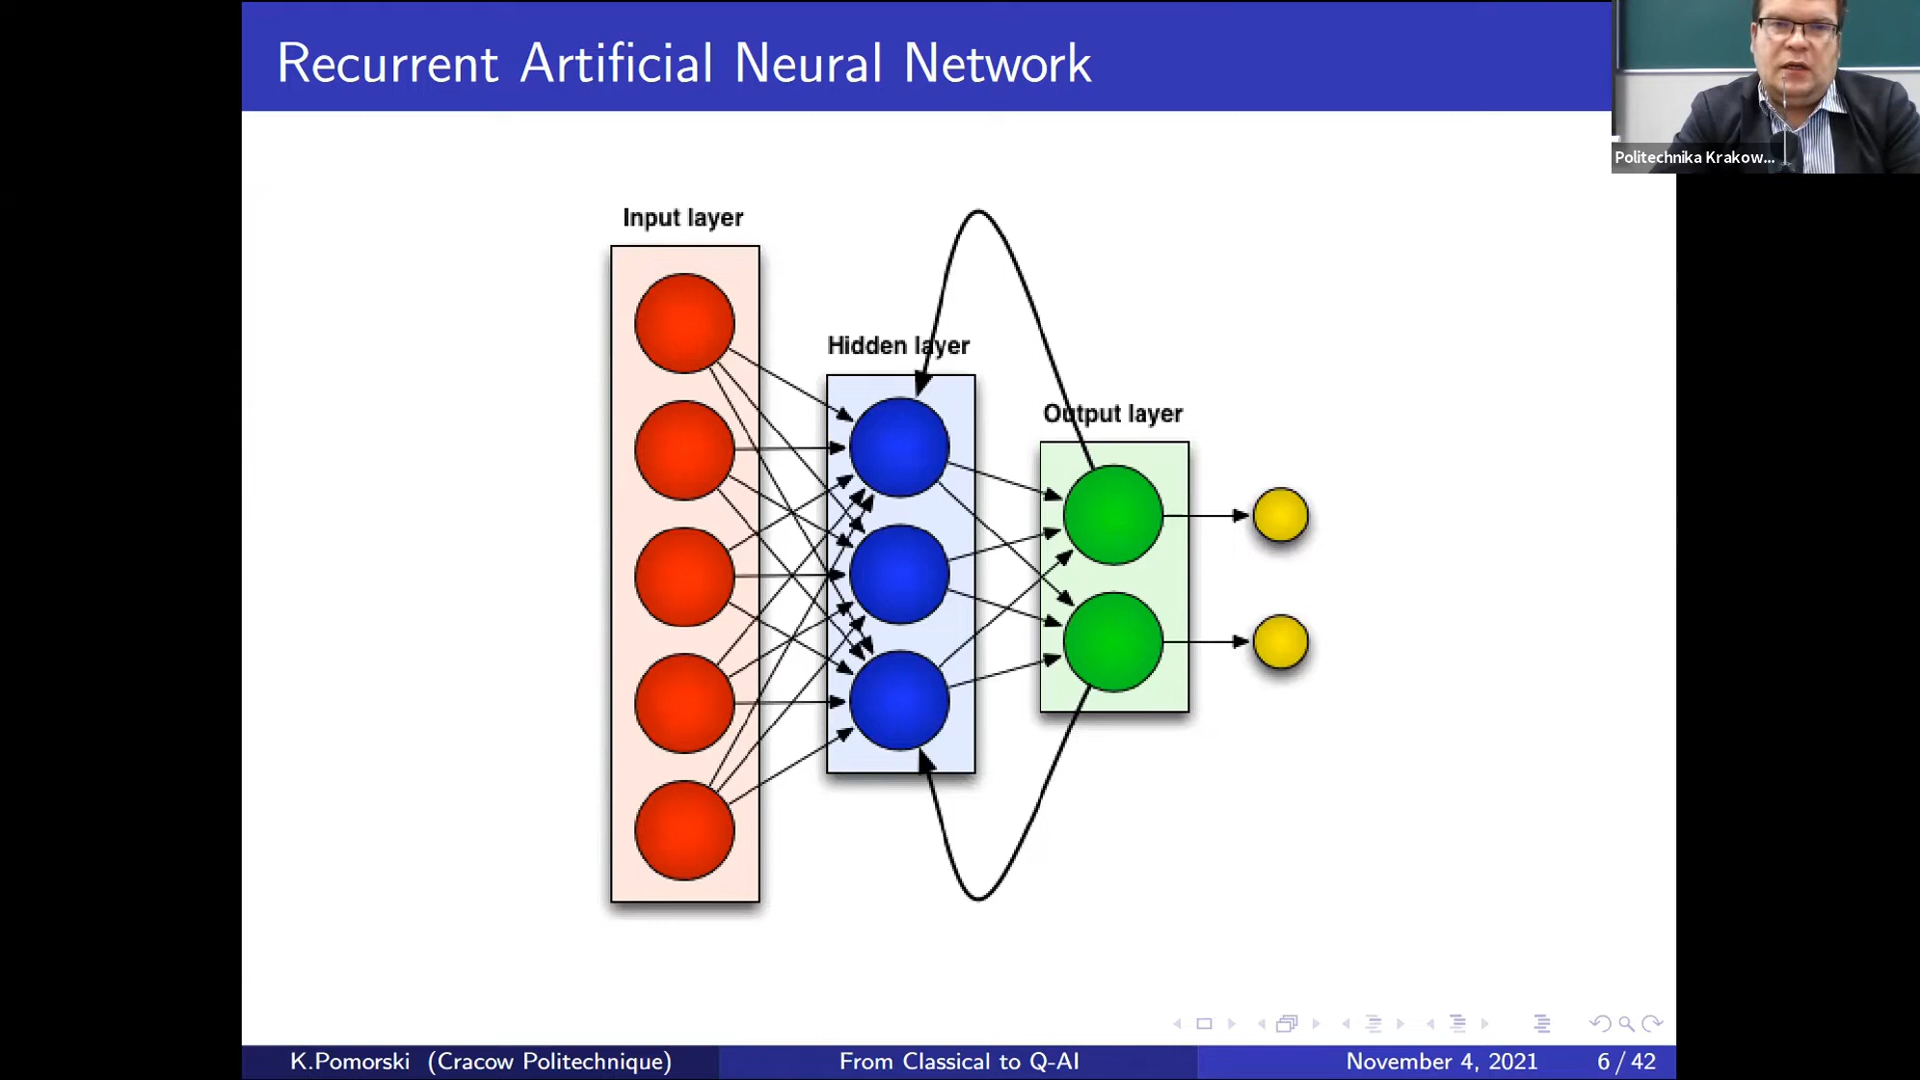 Recurrent Artificial Neural Network
Politechnika Krakow...
Input layer
Hidden layer
Output layer
K.Pomorski (Cracow Politechnique)
From Classical to Q-AI
November 4, 2021
6 / 42